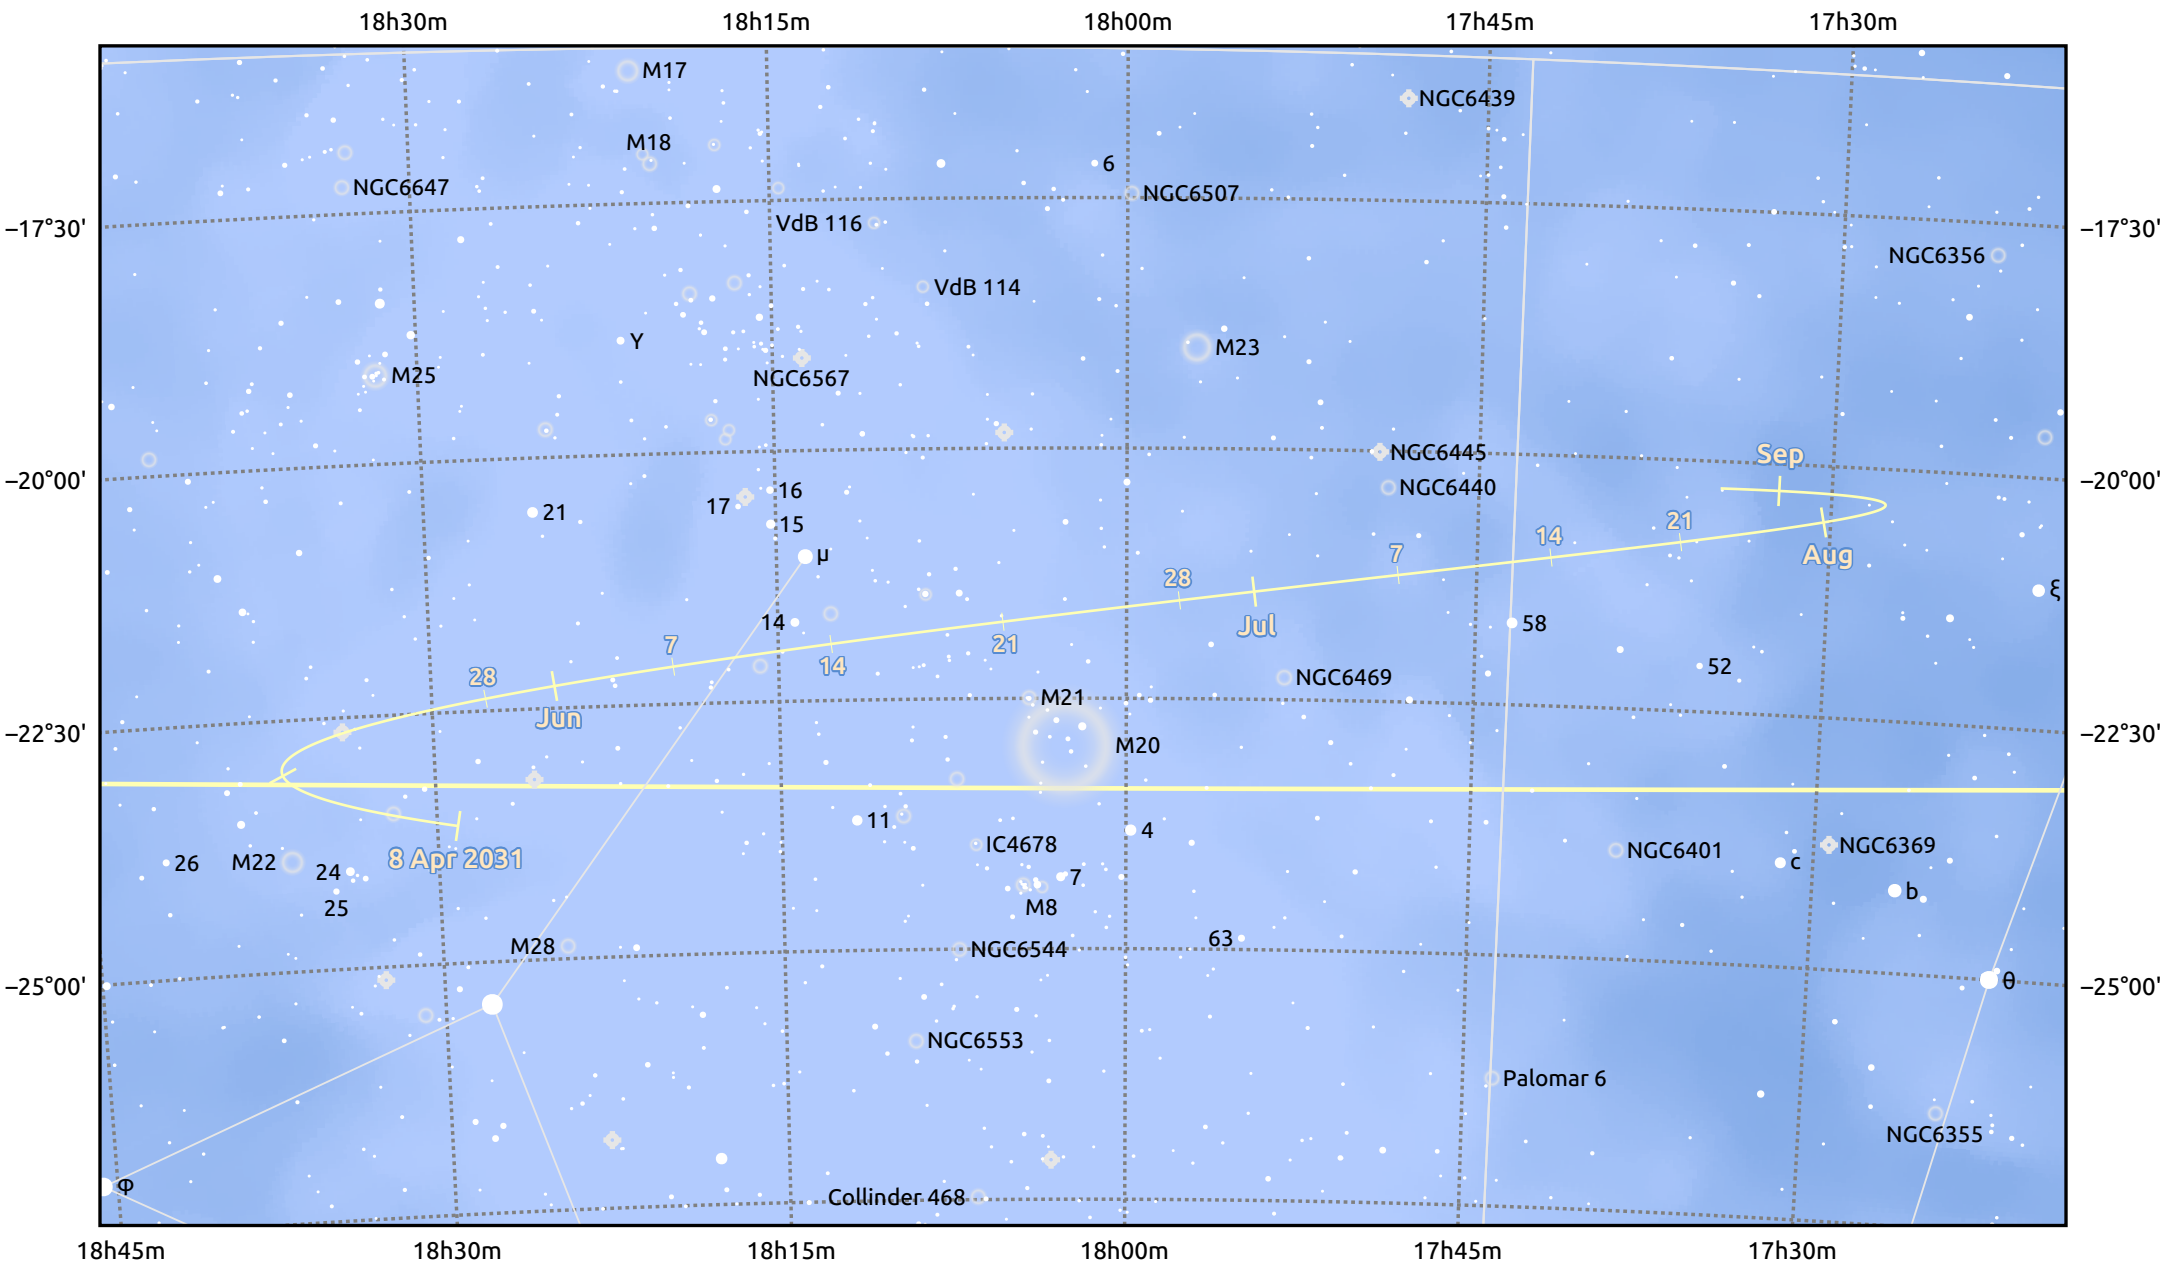 18h30m 18h15m 18h00m 17h45m 17h30m
M17
NGC6439
M18
6
NGC6647
NGC6507
VdB 116
−17°30' −17°30'
NGC6356
VdB 114
Y
M23
M25
NGC6567
NGC6445
Sep
−20°00' −20°00'
16
NGC6440
17
21
15
21
14
μ
7
Aug
28
ξ
14
Jul
58
7
21
14
52
28
NGC6469
M21
Jun
−22°30' −22°30'
M20
11
4
IC4678
NGC6401
NGC6369
8 Apr 2031
26
M22
24
c
7
b
25
M8
63
M28
NGC6544
θ
−25°00' −25°00'
NGC6553
Palomar 6
NGC6355
φ
Collinder 468
18h45m 18h30m 18h15m 18h00m 17h45m 17h30m